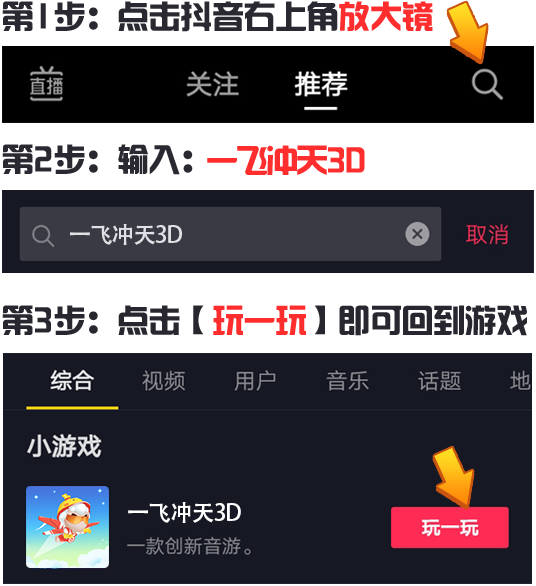 第1步：点击抖音右上角放大镜
直播 关注 推荐
第2步：输入：一飞冲天3D
一飞冲天3D 取消
第3步：点击【玩一玩】即可回到游戏
综合 视频 用户 音乐 话题 地
小游戏
一飞冲天3D
一款创新音游。
玩一玩